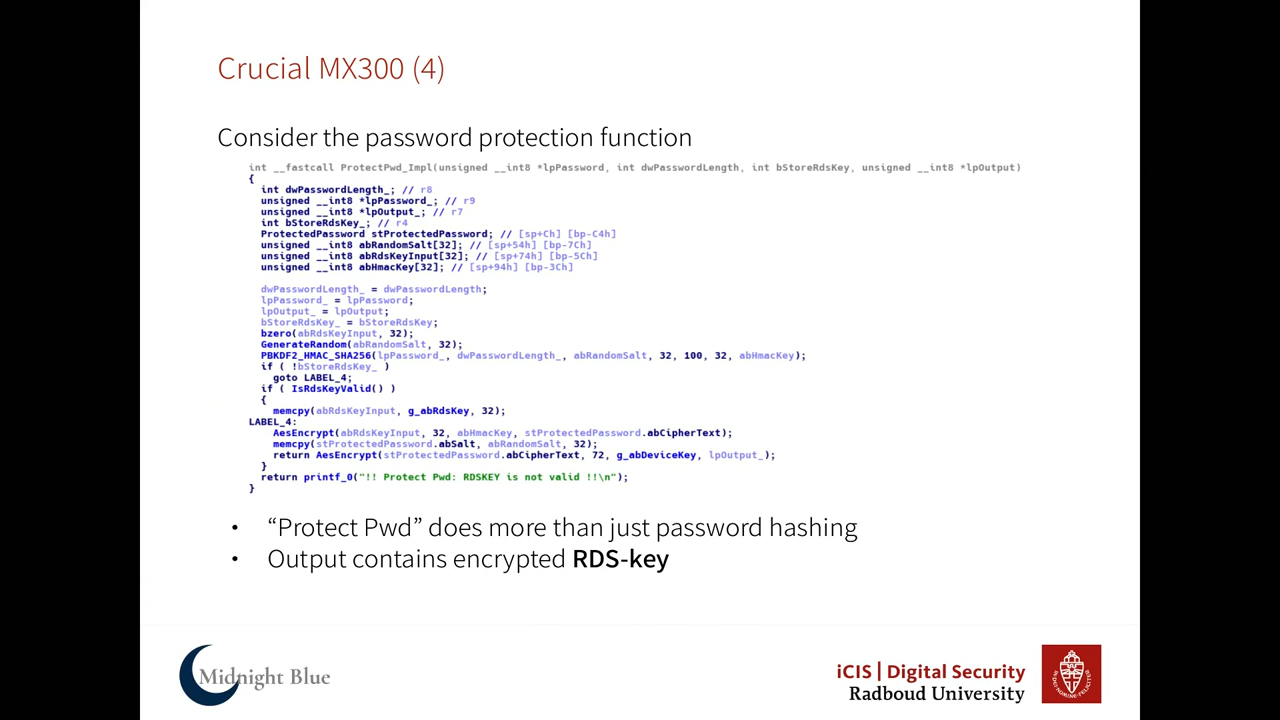 Crucial MX300 (4)
Consider the password protection function
int __fastcall ProtectPwd_Impl(unsigned __int8 *lpPassword, int dwPasswordLength, int bStoreRdsKey, unsigned __int8 *lpOutput)
{
int dwPasswordLength_; // r8
unsigned __int8 *lpPassword_; // r9
unsigned __int8 *lpOutput_; // r7
int bStoreRdsKey_; // r4
ProtectedPassword stProtectedPassword; // [sp+Ch] [bp-C4h]
unsigned __int8 abRandomSalt[32]; // [sp+54h] [bp-7Ch]
unsigned __int8 abRdsKeyInput[32]; // [sp+74h] [bp-5Ch]
unsigned __int8 abHmacKey[32]; // [sp+94h] [bp-3Ch]
dwPasswordLength_ = dwPasswordLength;
lpPassword_ = lpPassword;
lpOutput_ = lpOutput;
bStoreRdsKey_ = bStoreRdsKey;
bzero(abRdsKeyInput, 32);
GenerateRandom(abRandomSalt, 32);
PBKDF2_HMAC_SHA256(lpPassword_, dwPasswordLength_, abRandomSalt, 32, 100, 32, abHmacKey);
if ( !bStoreRdsKey_ )
goto LABEL_4;
if ( IsRdsKeyValid() )
{
memcpy(abRdsKeyInput, g_abRdsKey, 32);
LABEL_4:
AesEncrypt(abRdsKeyInput, 32, abHmacKey, stProtectedPassword.abCipherText);
memcpy(stProtectedPassword.abSalt, abRandomSalt, 32);
return AesEncrypt(stProtectedPassword.abCipherText, 72, g_abDeviceKey, lpOutput_);
}
return printf_0("!! Protect Pwd: RDSKEY is not valid !!\n");
}
• “Protect Pwd” does more than just password hashing
• Output contains encrypted RDS-key
Midnight Blue
iCIS | Digital Security
Radboud University